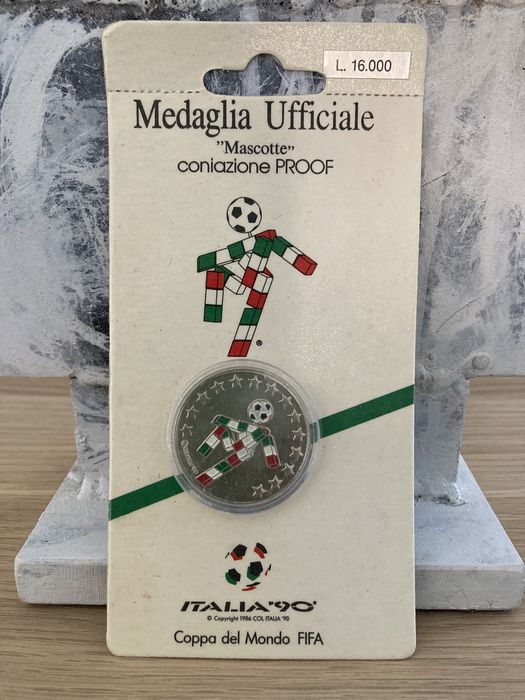 L. 16.000
Medaglia Ufficiale
"Mascotte"
coniazione PROOF
®
ITALIA'90
© Copyright 1986 COL ITALIA '90
Coppa del Mondo FIFA